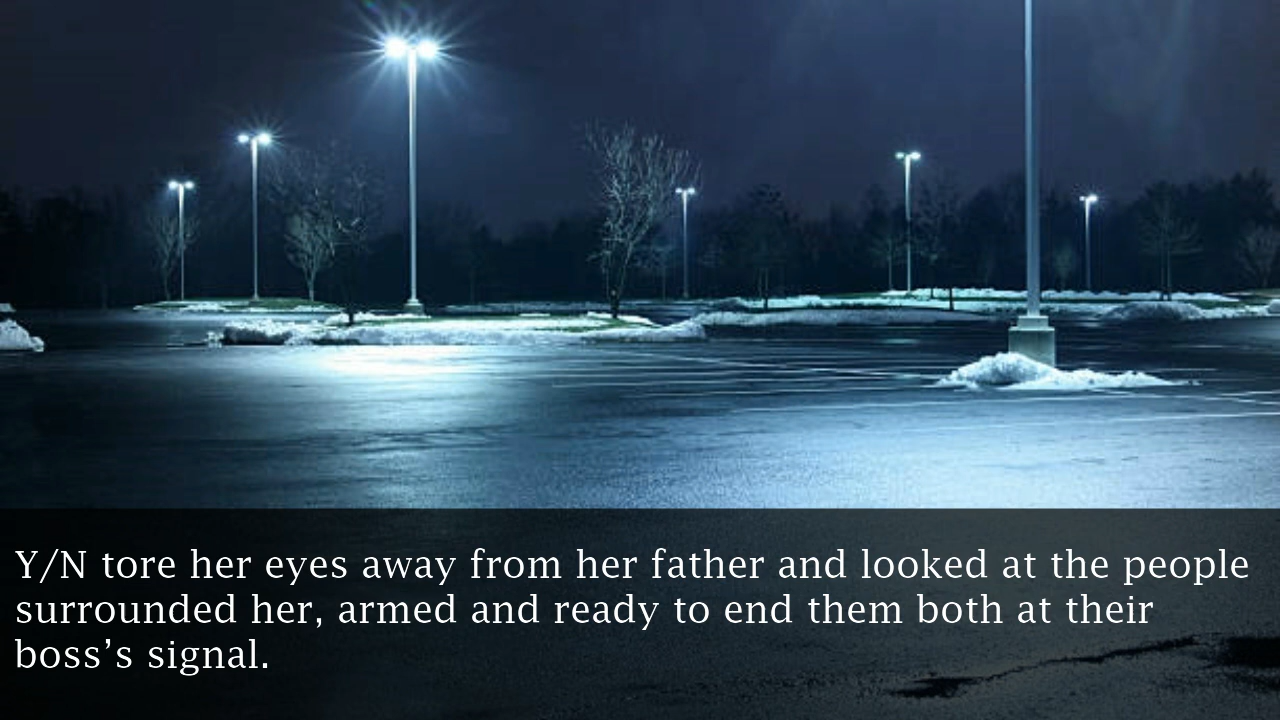 Y/N tore her eyes away from her father and looked at the people
surrounded her, armed and ready to end them both at their
boss’s signal.